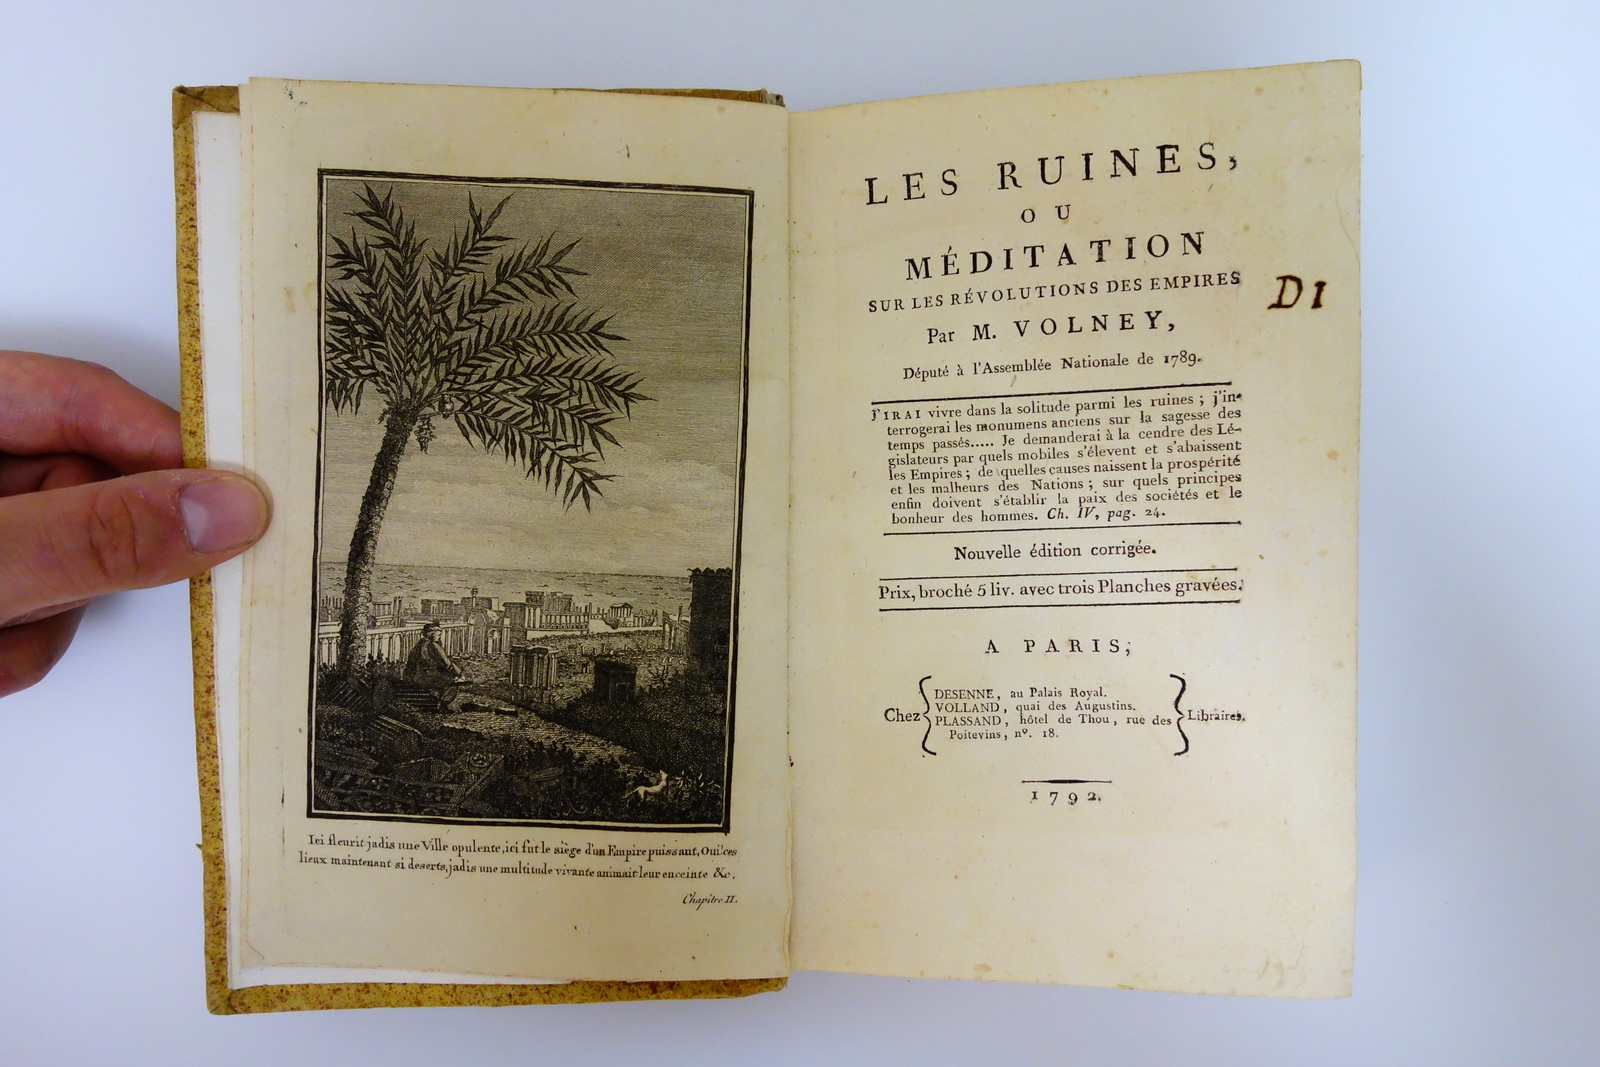 Ici fleurit jadis une Ville opulente, ici fut le siège d'un Empire puissant, Oui! ces
lieux maintenant si deserts, jadis une multitude vivante animait leur enceinte &c.
Chapitre II.
LES RUINES,
OU
MÉDITATION
SUR LES RÉVOLUTIONS DES EMPIRES
Par M. VOLNEY,
Député à l'Assemblée Nationale de 1789.
J'IRAI vivre dans la solitude parmi les ruines ; j'in-
terrogerai les monumens anciens sur la sagesse des
temps passés..... Je demanderai à la cendre des Lé-
gislateurs par quels mobiles s'élevent et s'abaissent
les Empires ; de quelles causes naissent la prospérité
et les malheurs des Nations ; sur quels principes
enfin doivent s'établir la paix des sociétés et le
bonheur des hommes. Ch. IV, pag. 24.
Nouvelle édition corrigée.
Prix, broché 5 liv. avec trois Planches gravées.
A PARIS,
Chez { DESENNE, au Palais Royal.
VOLLAND, quai des Augustins.
PLASSAND, hôtel de Thou, rue des
Poitevins, nº. 18. } Libraires.
1792.
DI